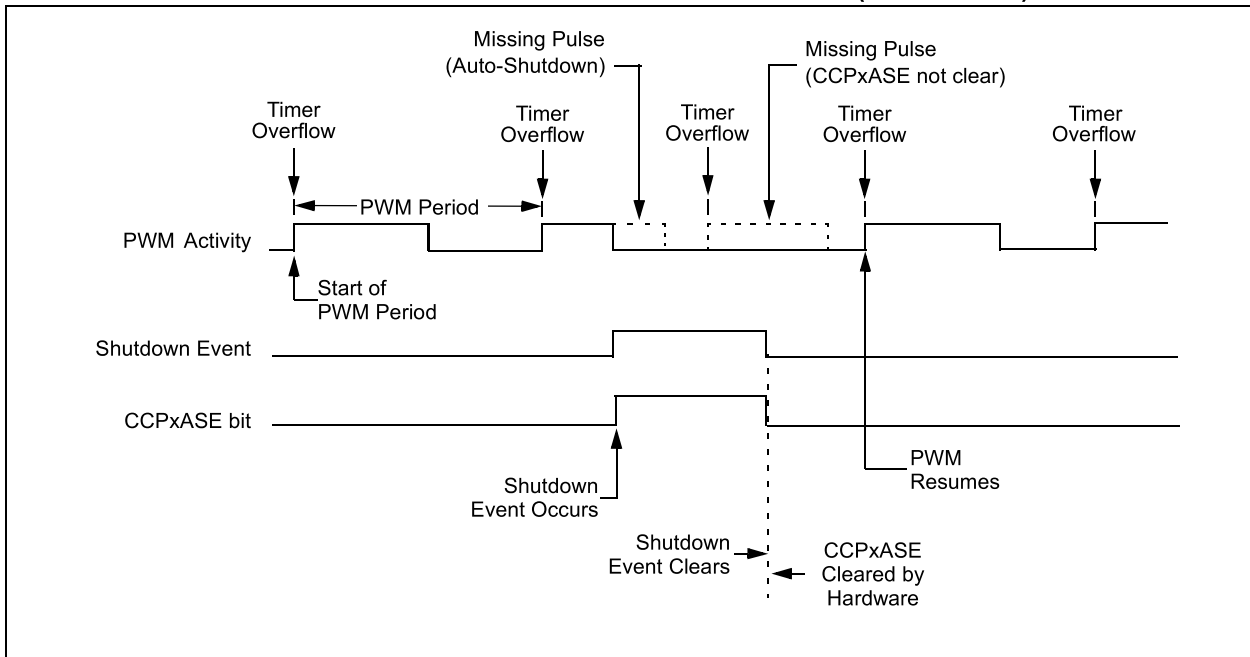 Missing Pulse
(Auto-Shutdown)
Missing Pulse
(CCPxASE not clear)
Timer
Overflow
Timer
Overflow
Timer
Overflow
Timer
Overflow
Timer
Overflow
PWM Period
PWM Activity
Start of
PWM Period
Shutdown Event
CCPxASE bit
Shutdown
Event Occurs
PWM
Resumes
Shutdown
Event Clears
CCPxASE
Cleared by
Hardware